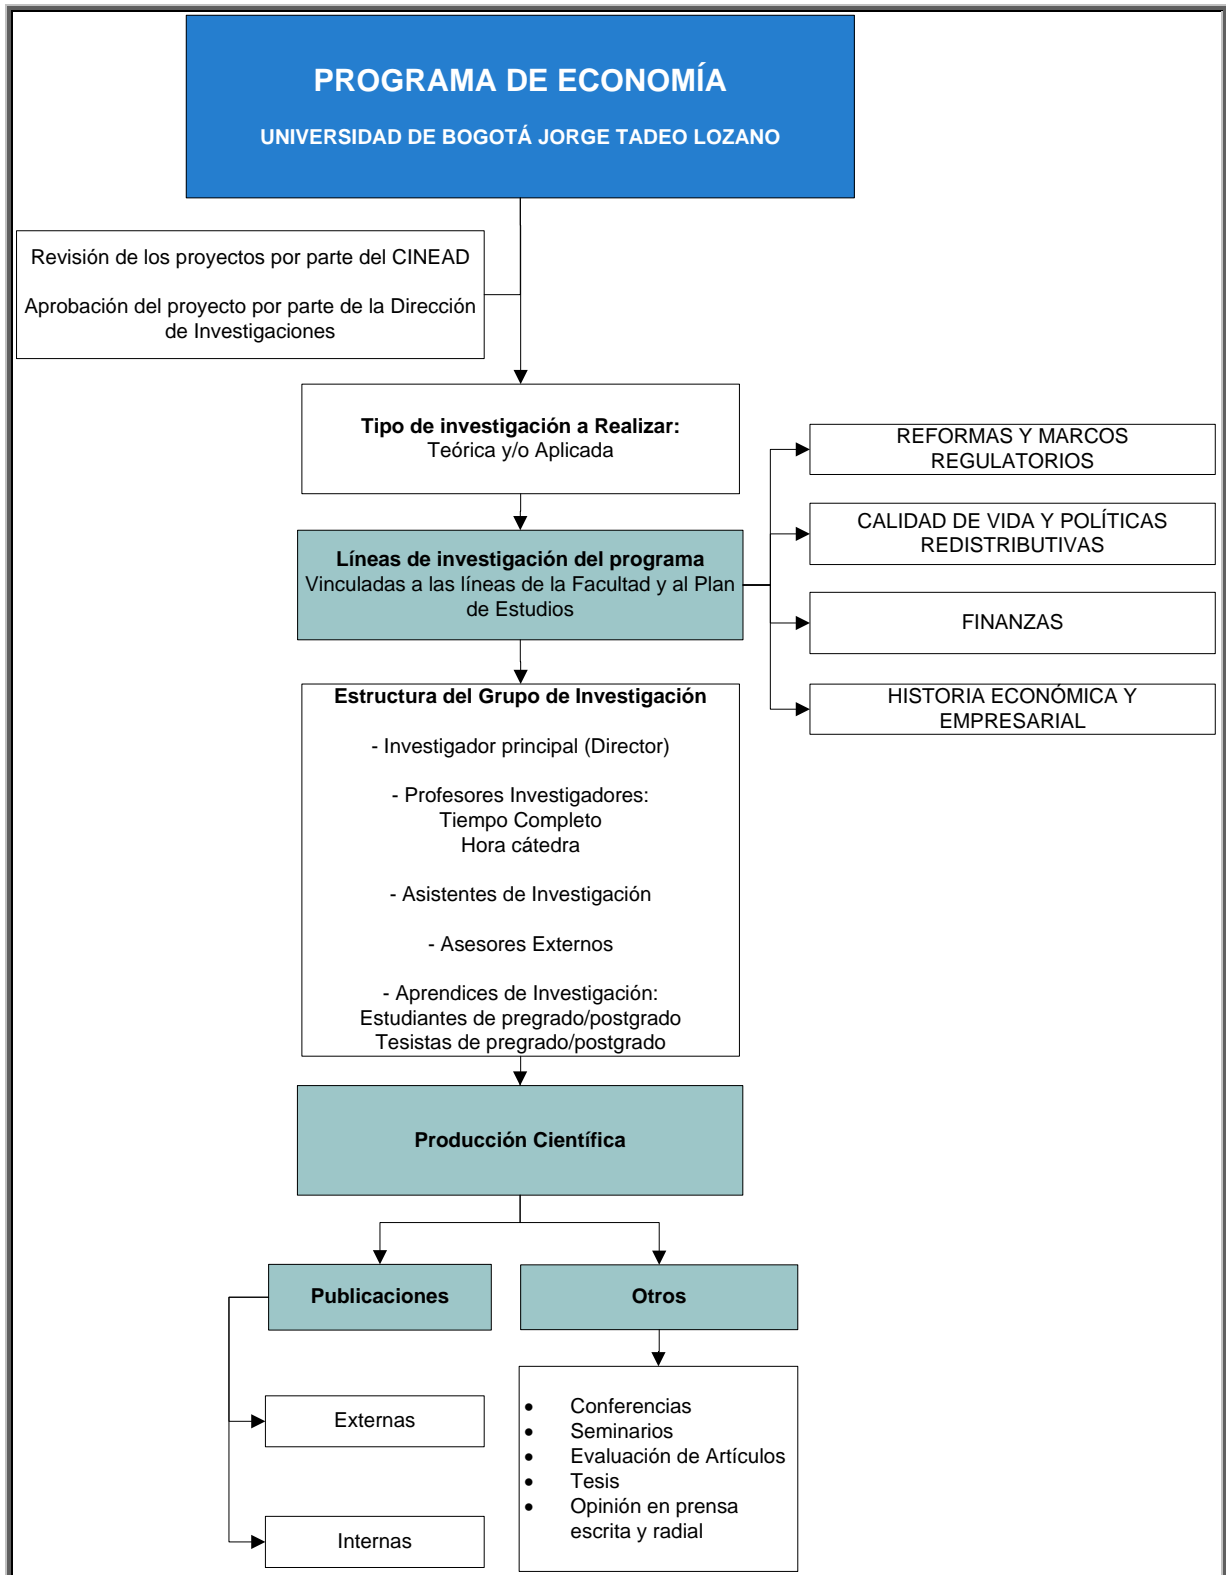 PROGRAMA DE ECONOMÍA
UNIVERSIDAD DE BOGOTÁ JORGE TADEO LOZANO
Revisión de los proyectos por parte del CINEAD
Aprobación del proyecto por parte de la Dirección
de Investigaciones
Tipo de investigación a Realizar:
Teórica y/o Aplicada
Líneas de investigación del programa
Vinculadas a las líneas de la Facultad y al Plan
de Estudios
REFORMAS Y MARCOS
REGULATORIOS
CALIDAD DE VIDA Y POLÍTICAS
REDISTRIBUTIVAS
FINANZAS
HISTORIA ECONÓMICA Y
EMPRESARIAL
Estructura del Grupo de Investigación
- Investigador principal (Director)
- Profesores Investigadores:
Tiempo Completo
Hora cátedra
- Asistentes de Investigación
- Asesores Externos
- Aprendices de Investigación:
Estudiantes de pregrado/postgrado
Tesistas de pregrado/postgrado
Producción Científica
Publicaciones
Otros
Externas
Internas
• Conferencias
• Seminarios
• Evaluación de Artículos
• Tesis
• Opinión en prensa
escrita y radial